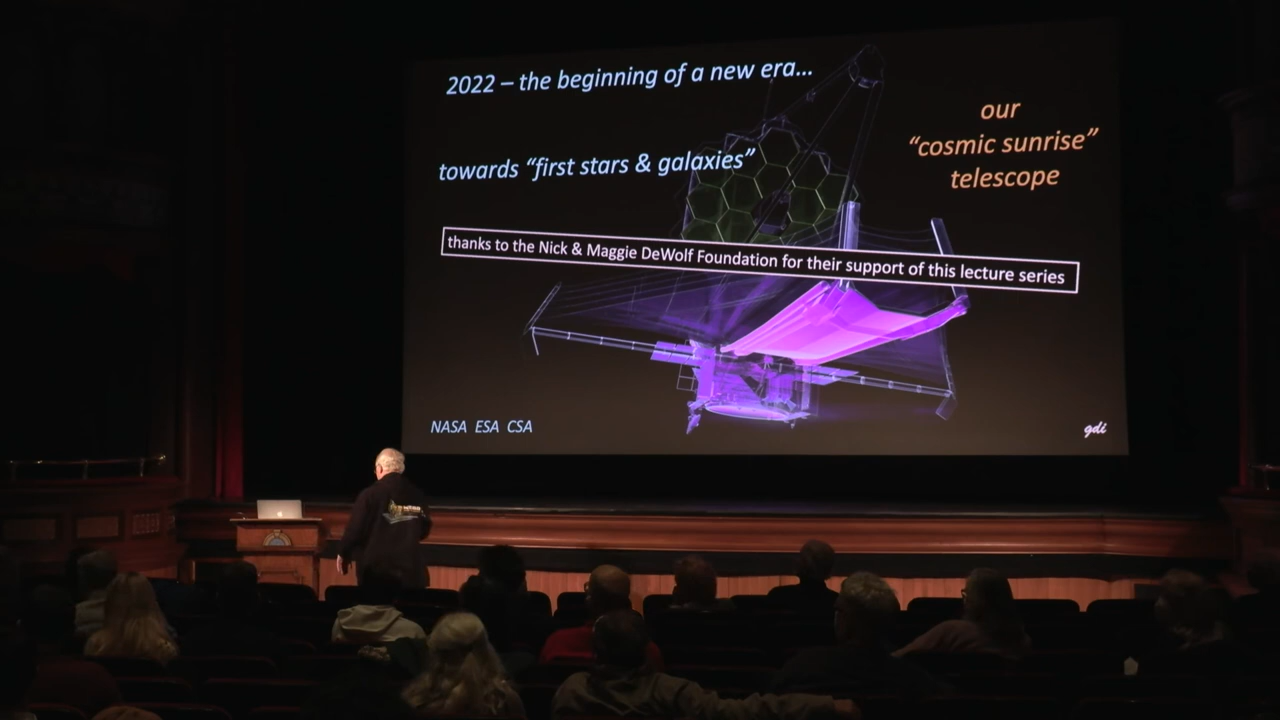 2022 – the beginning of a new era...
towards “first stars & galaxies”
our
“cosmic sunrise”
telescope
thanks to the Nick & Maggie DeWolf Foundation for their support of this lecture series
NASA ESA CSA
gdi